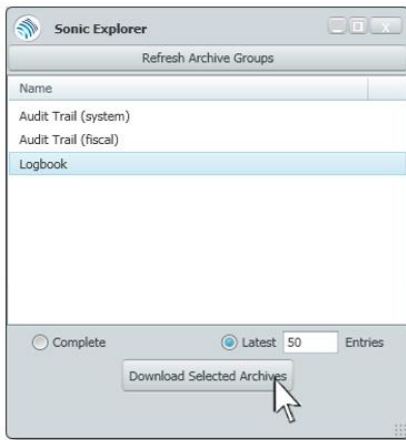 Sonic Explorer
Refresh Archive Groups
Name
Audit Trail (system)
Audit Trail (fiscal)
Logbook
Complete Latest 50 Entries
Download Selected Archives